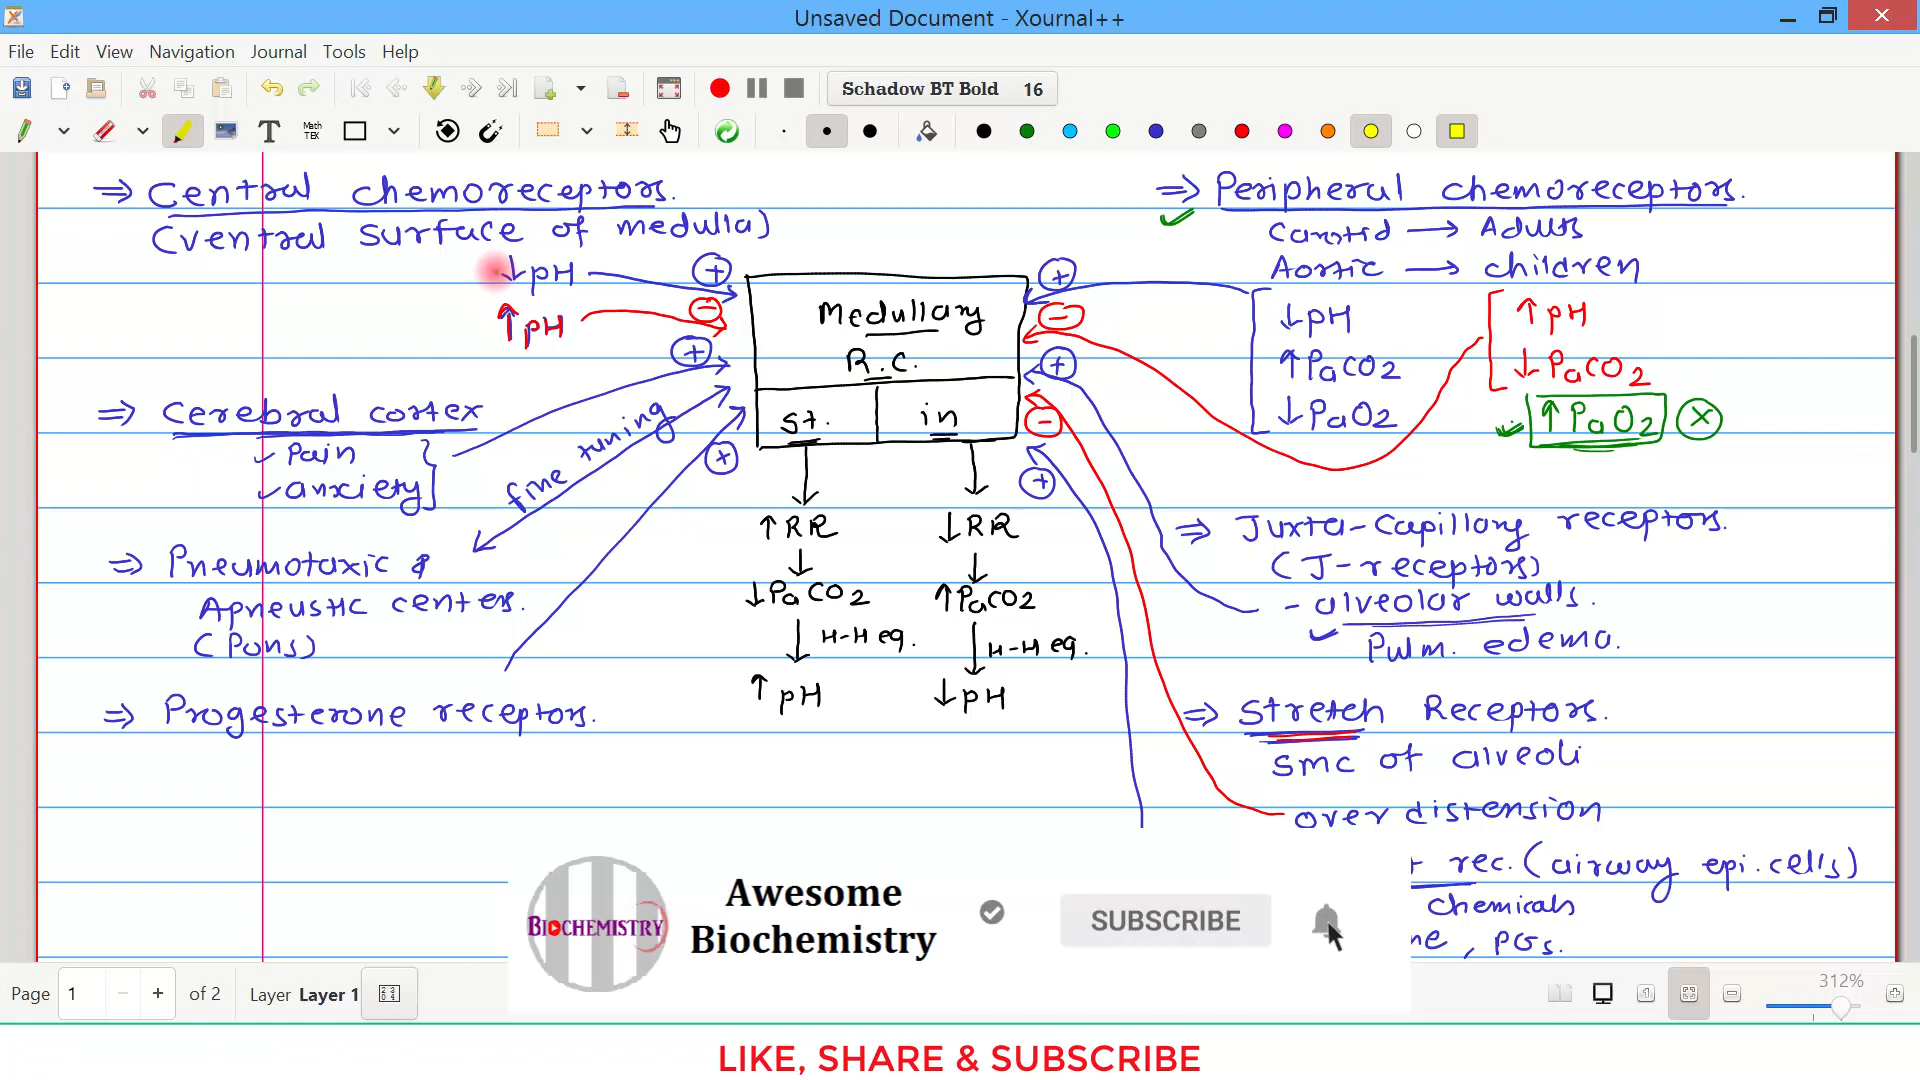 Unsaved Document - Xournal++
File Edit View Navigation Journal Tools Help
Schadow BT Bold 16
Math TEX
⇒ Central chemoreceptors.
(ventral surface of medulla)
↓pH
↑pH
⇒ Cerebral cortex
✓ Pain
✓ anxiety
fine tuning
⇒ Pneumotaxic &
Apneustic centers.
(Pons)
⇒ Progesterone receptors.
+
-
+
+
Medullary
R.C.
st. in
↑RR
↓PaCO2
H-H eq.
↑pH
↓RR
↑PaCO2
H-H eq.
↓pH
+
-
+
-
+
⇒ Peripheral chemoreceptors.
Carotid → Adults
Aortic → children
↓pH
↑PaCO2
↓PaO2
↑pH
↓PaCO2
↑PaO2 X
⇒ Juxta-Capillary receptors.
(J-receptors)
- alveolar walls.
Pulm. edema.
⇒ Stretch Receptors.
smc of alveoli
over distension
rec. (airway epi. cells)
chemicals
, PGs.
BIOCHEMISTRY
Awesome
Biochemistry
SUBSCRIBE
Page 1 of 2 Layer Layer 1
312%
LIKE, SHARE & SUBSCRIBE